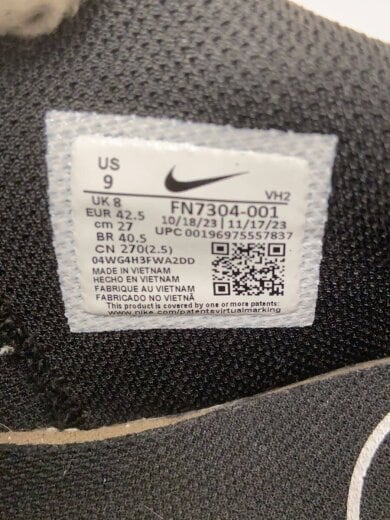 US
9
VH2
UK 8
FN7304-001
EUR 42.5
10/18/23 | 11/17/23
cm 27
UPC 00196975557837
BR 40.5
CN 270(2.5)
04WG4H3FWA2DD
MADE IN VIETNAM
HECHO EN VIETNAM
FABRIQUE AU VIETNAM
FABRICADO NO VIETNÃ
This product is covered by one or more patents:
www.nike.com/patentsvirtualmarking